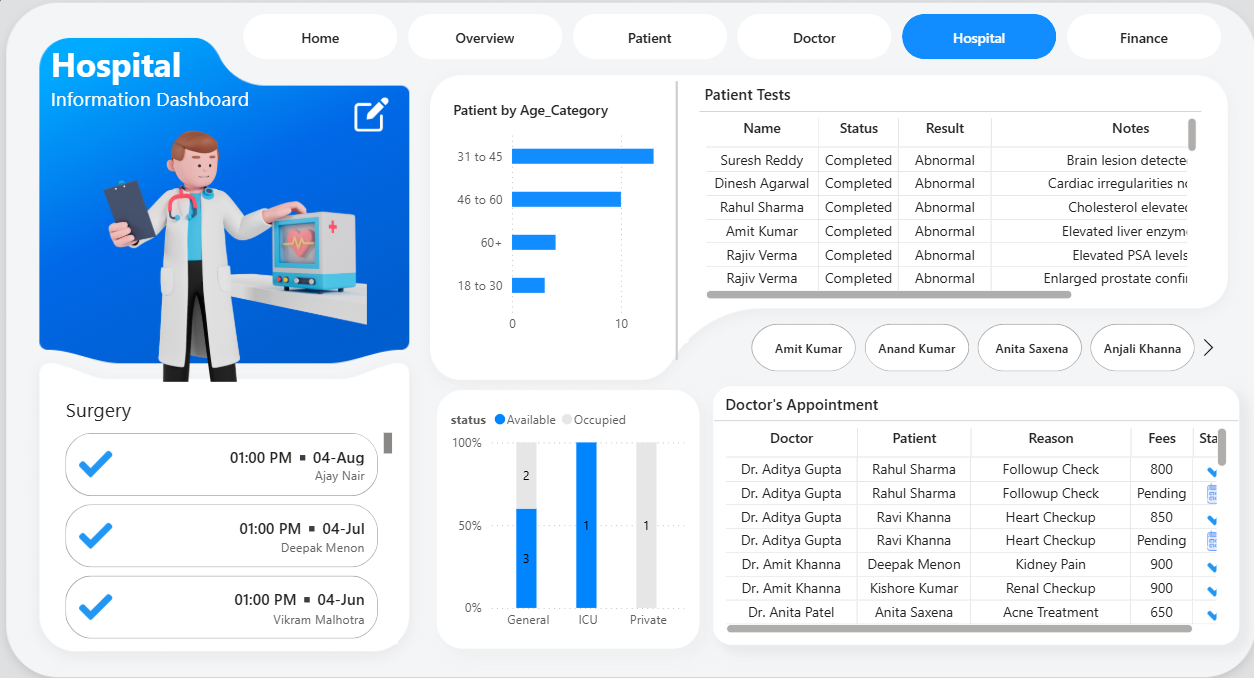 Home
Overview
Patient
Doctor
Hospital
Finance
Hospital
Information Dashboard
Surgery
01:00 PM ▪ 04-Aug
Ajay Nair
01:00 PM ▪ 04-Jul
Deepak Menon
01:00 PM ▪ 04-Jun
Vikram Malhotra
Patient by Age_Category
31 to 45
46 to 60
60+
18 to 30
0 10
Patient Tests
Name Status Result Notes
Suresh Reddy Completed Abnormal Brain lesion detecte
Dinesh Agarwal Completed Abnormal Cardiac irregularities no
Rahul Sharma Completed Abnormal Cholesterol elevated
Amit Kumar Completed Abnormal Elevated liver enzym
Rajiv Verma Completed Abnormal Elevated PSA levels
Rajiv Verma Completed Abnormal Enlarged prostate confir
Amit Kumar
Anand Kumar
Anita Saxena
Anjali Khanna
status Available Occupied
100%
50%
0%
2
3
1
1
General ICU Private
Doctor's Appointment
Doctor Patient Reason Fees Sta
Dr. Aditya Gupta Rahul Sharma Followup Check 800
Dr. Aditya Gupta Rahul Sharma Followup Check Pending
Dr. Aditya Gupta Ravi Khanna Heart Checkup 850
Dr. Aditya Gupta Ravi Khanna Heart Checkup Pending
Dr. Amit Khanna Deepak Menon Kidney Pain 900
Dr. Amit Khanna Kishore Kumar Renal Checkup 900
Dr. Anita Patel Anita Saxena Acne Treatment 650